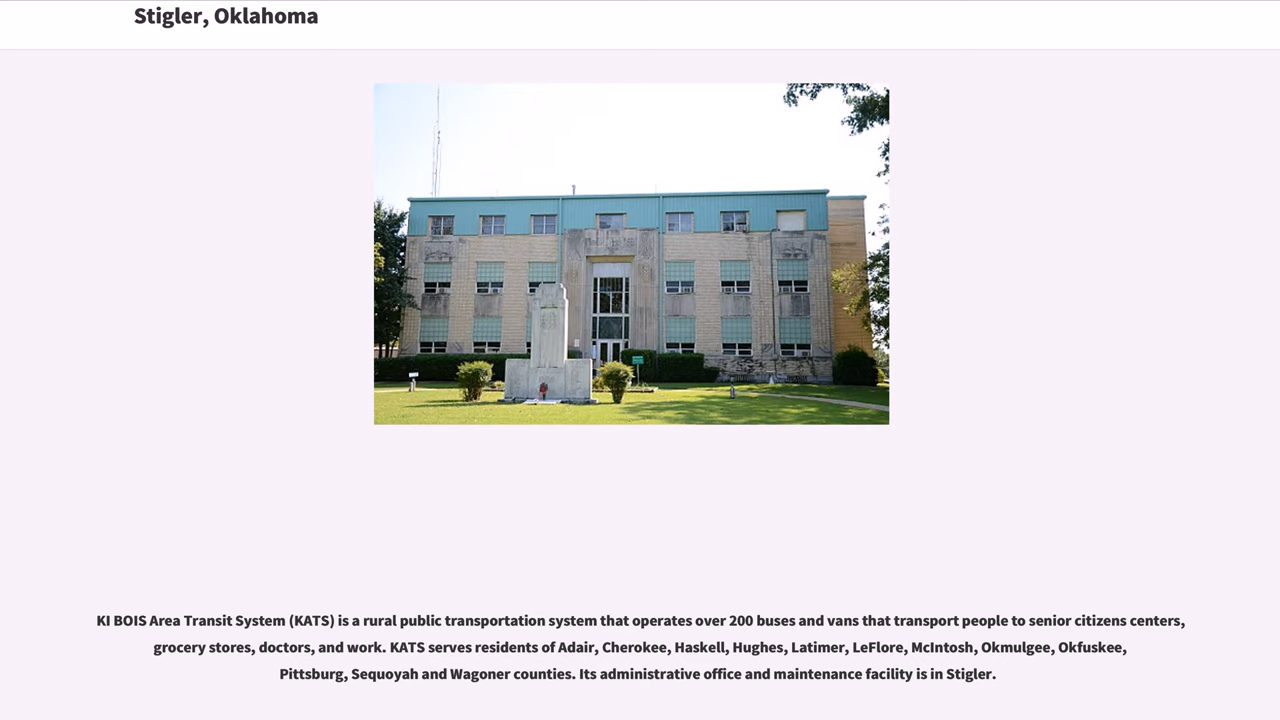 Stigler, Oklahoma
KI BOIS Area Transit System (KATS) is a rural public transportation system that operates over 200 buses and vans that transport people to senior citizens centers,
grocery stores, doctors, and work. KATS serves residents of Adair, Cherokee, Haskell, Hughes, Latimer, LeFlore, McIntosh, Okmulgee, Okfuskee,
Pittsburg, Sequoyah and Wagoner counties. Its administrative office and maintenance facility is in Stigler.